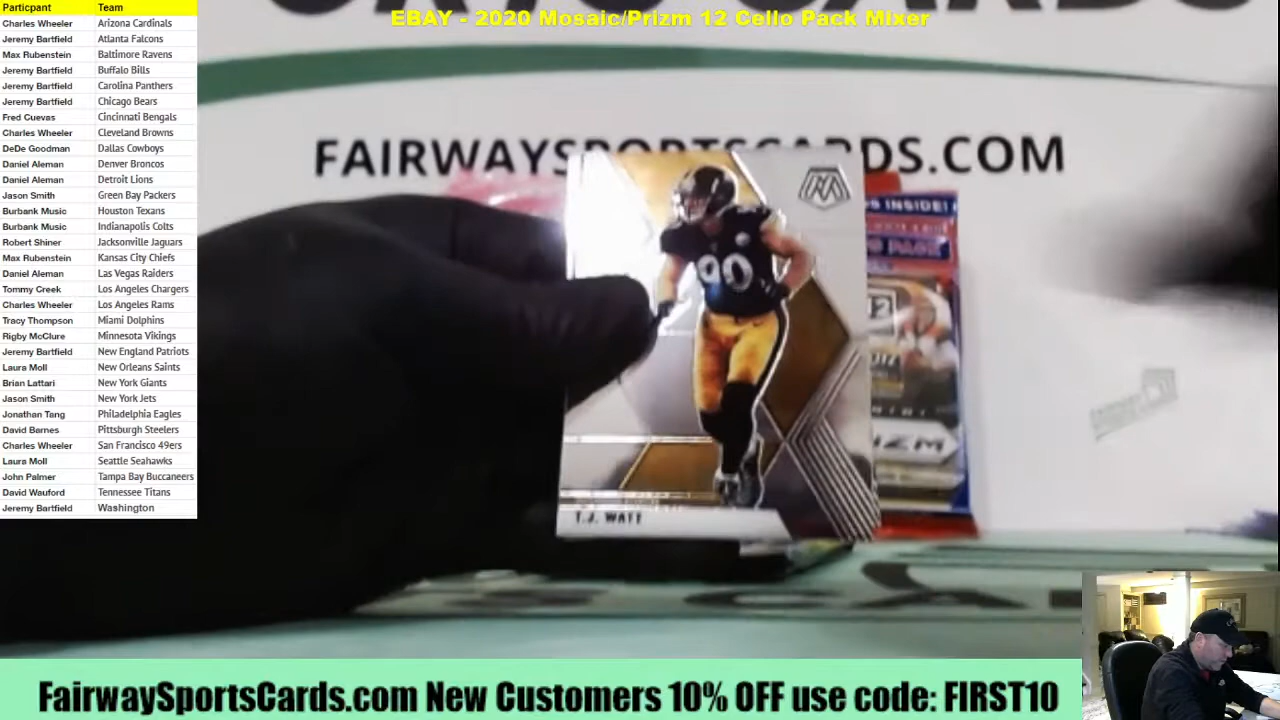 Particpant Team
Charles Wheeler Arizona Cardinals
Jeremy Bartfield Atlanta Falcons
Max Rubenstein Baltimore Ravens
Jeremy Bartfield Buffalo Bills
Jeremy Bartfield Carolina Panthers
Jeremy Bartfield Chicago Bears
Fred Cuevas Cincinnati Bengals
Charles Wheeler Cleveland Browns
DeDe Goodman Dallas Cowboys
Daniel Aleman Denver Broncos
Daniel Aleman Detroit Lions
Jason Smith Green Bay Packers
Burbank Music Houston Texans
Burbank Music Indianapolis Colts
Robert Shiner Jacksonville Jaguars
Max Rubenstein Kansas City Chiefs
Daniel Aleman Las Vegas Raiders
Tommy Creek Los Angeles Chargers
Charles Wheeler Los Angeles Rams
Tracy Thompson Miami Dolphins
Rigby McClure Minnesota Vikings
Jeremy Bartfield New England Patriots
Laura Moll New Orleans Saints
Brian Lattari New York Giants
Jason Smith New York Jets
Jonathan Tang Philadelphia Eagles
David Barnes Pittsburgh Steelers
Charles Wheeler San Francisco 49ers
Laura Moll Seattle Seahawks
John Palmer Tampa Bay Buccaneers
David Wauford Tennessee Titans
Jeremy Bartfield Washington
EBAY - 2020 Mosaic/Prizm 12 Cello Pack Mixer
FAIRWAYSPORTSCARDS.COM
INSIDE!
90
T.J. WATT
FairwaySportsCards.com New Customers 10% OFF use code: FIRST10